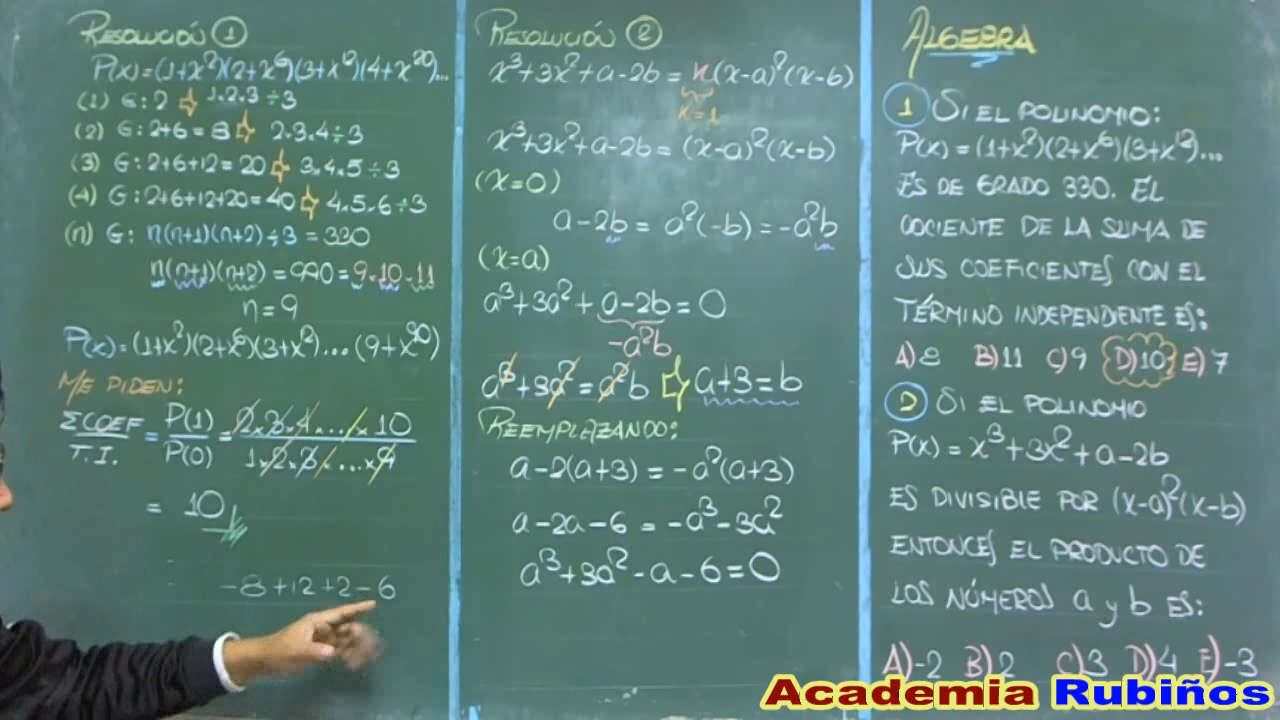 RESOLUCIÓN 1
P(x)=(1+x²)(2+x⁶)(3+x¹²)(4+x²⁰)...
(1) G:2 ⇨ 1.2.3÷3
(2) G:2+6=8 ⇨ 2.3.4÷3
(3) G:2+6+12=20 ⇨ 3.4.5÷3
(4) G:2+6+12+20=40 ⇨ 4.5.6÷3
(n) G: n(n+1)(n+2)÷3=330
n(n+1)(n+2)=990=9.10.11
n=9
P(x)=(1+x²)(2+x⁶)(3+x²)...(9+x⁹⁰)
ME PIDEN:
ΣCOEF/T.I. = P(1)/P(0) = 2.3.4....x10/1x2x3x...x9
= 10
-8+12+2-6
RESOLUCIÓN 2
x³+3x²+a-2b=n(x-a)²(x-b)
n=1
x³+3x²+a-2b=(x-a)²(x-b)
(x=0)
a-2b=a²(-b)=-a²b
(x=a)
a³+3a²+a-2b=0
-a²b
a³+3a²=a²b ⇨ a+3=b
REEMPLAZANDO:
a-2(a+3)=-a²(a+3)
a-2a-6=-a³-3a²
a³+3a²-a-6=0
ALGEBRA
1 SI EL POLINOMIO:
P(x)=(1+x²)(2+x⁶)(3+x¹²)...
ES DE GRADO 330. EL
COCIENTE DE LA SUMA DE
SUS COEFICIENTES CON EL
TÉRMINO INDEPENDIENTE ES:
A)8 B)11 C)9 D)10 E)7
2 SI EL POLINOMIO
P(x)=x³+3x²+a-2b
ES DIVISIBLE POR (x-a)²(x-b)
ENTONCES EL PRODUCTO DE
LOS NÚMEROS a y b ES:
A)-2 B)2 C)3 D)4 E)-3
Academia Rubiños